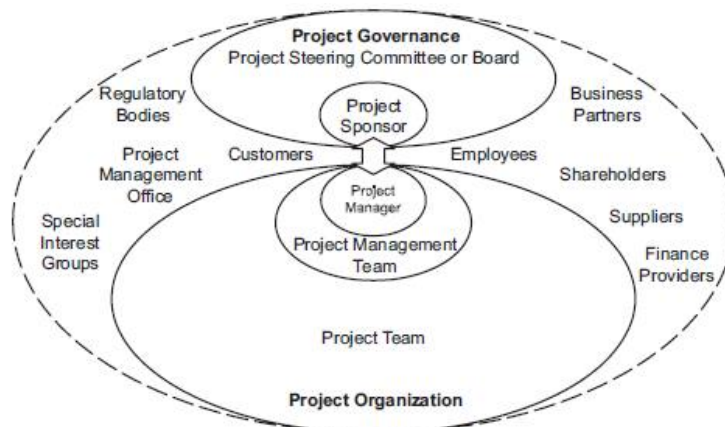 Project Governance
Project Steering Committee or Board
Regulatory
Bodies
Project
Sponsor
Business
Partners
Project
Management
Office
Customers
Employees
Shareholders
Project
Manager
Special
Interest
Groups
Suppliers
Project Management
Team
Finance
Providers
Project Team
Project Organization